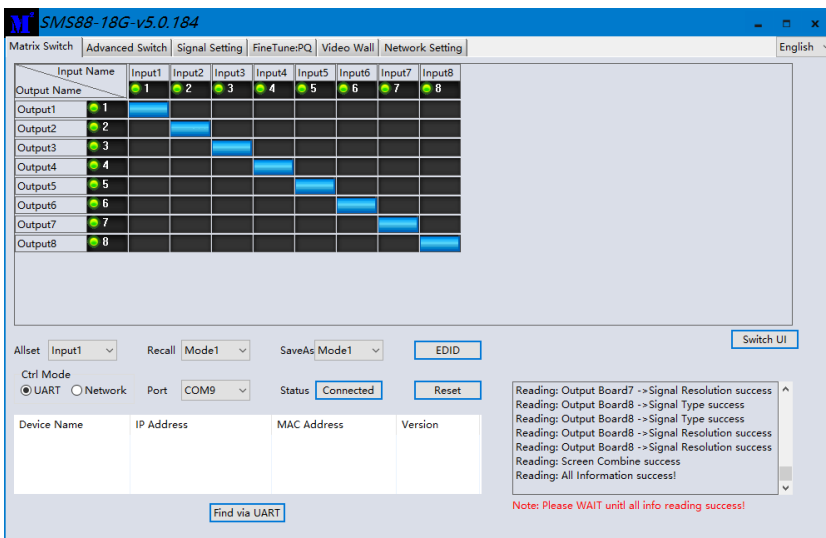 SMS88-18G-v5.0.184
Matrix Switch Advanced Switch Signal Setting FineTune:PQ Video Wall Network Setting English
Input Name Input1 Input2 Input3 Input4 Input5 Input6 Input7 Input8
Output Name 1 2 3 4 5 6 7 8
Output1 1
Output2 2
Output3 3
Output4 4
Output5 5
Output6 6
Output7 7
Output8 8
Switch UI
Allset Input1 Recall Mode1 SaveAs Mode1 EDID
Ctrl Mode
UART Network Port COM9 Status Connected Reset
Device Name IP Address MAC Address Version
Reading: Output Board7 ->Signal Resolution success
Reading: Output Board8 ->Signal Type success
Reading: Output Board8 ->Signal Type success
Reading: Output Board8 ->Signal Resolution success
Reading: Output Board8 ->Signal Resolution success
Reading: Screen Combine success
Reading: All Information success!
Note: Please WAIT unitl all info reading success!
Find via UART